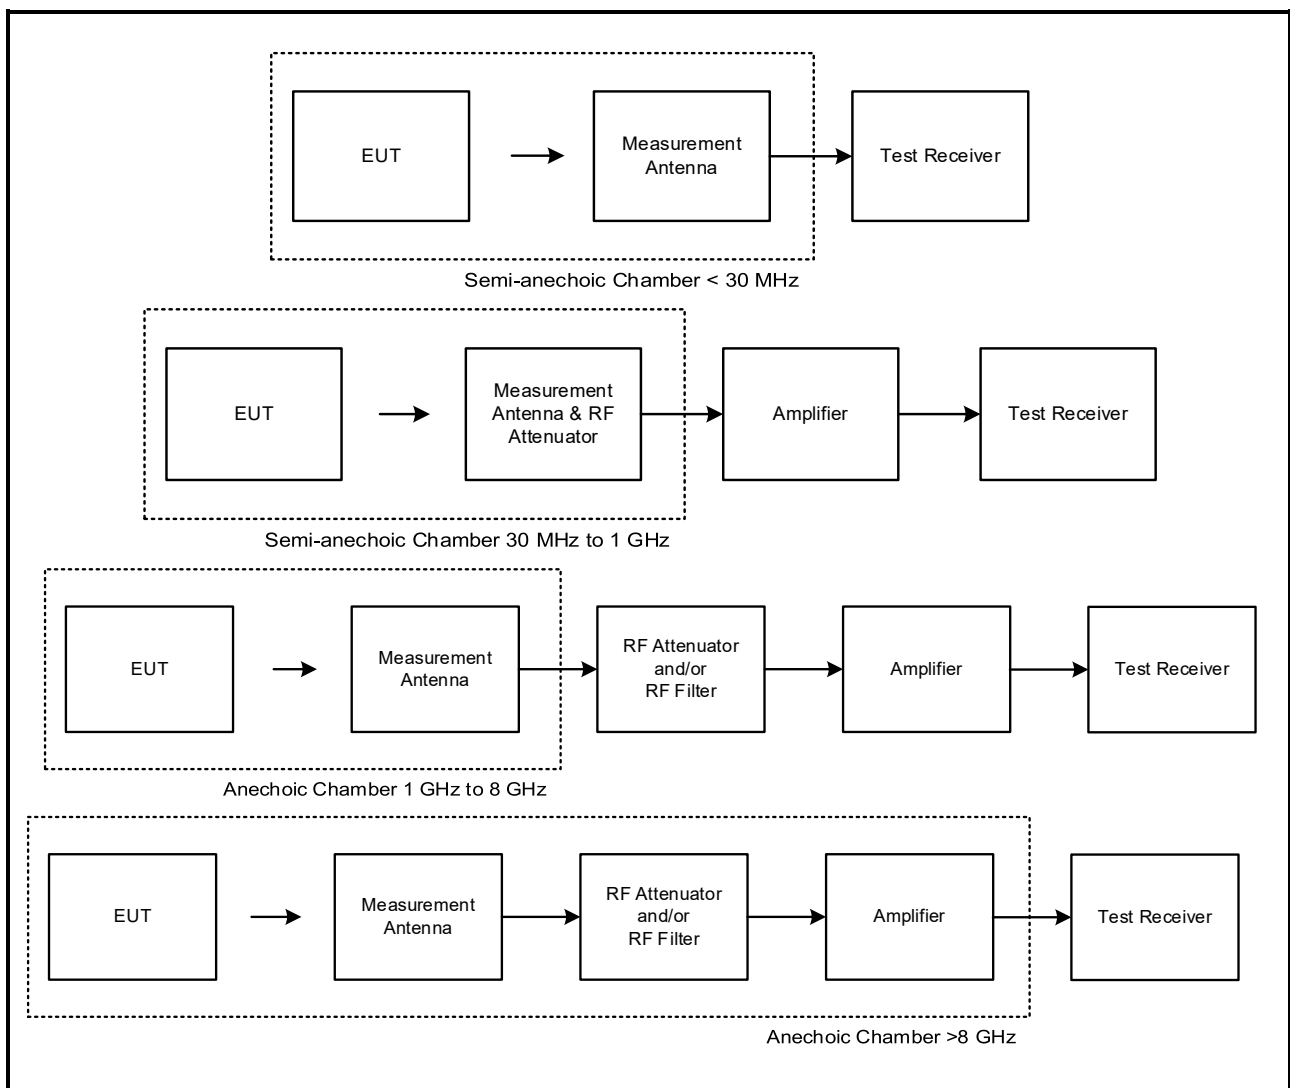 EUT
Measurement
Antenna
Test Receiver
Semi-anechoic Chamber < 30 MHz
EUT
Measurement
Antenna & RF
Attenuator
Amplifier
Test Receiver
Semi-anechoic Chamber 30 MHz to 1 GHz
EUT
Measurement
Antenna
RF Attenuator
and/or
RF Filter
Amplifier
Test Receiver
Anechoic Chamber 1 GHz to 8 GHz
EUT
Measurement
Antenna
RF Attenuator
and/or
RF Filter
Amplifier
Test Receiver
Anechoic Chamber >8 GHz